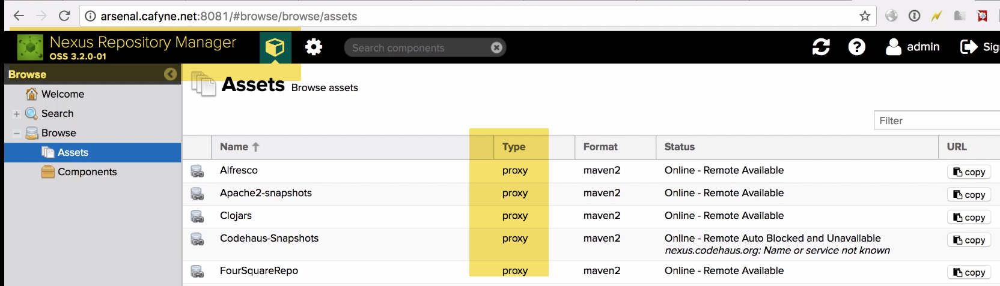 arsenal.cafyne.net:8081/#browse/browse/assets
Nexus Repository Manager
OSS 3.2.0-01
Search components
admin
Sig
Browse
Welcome
Search
Browse
Assets
Components
Assets Browse assets
Filter
Name Type Format Status URL
Alfresco proxy maven2 Online - Remote Available copy
Apache2-snapshots proxy maven2 Online - Remote Available copy
Clojars proxy maven2 Online - Remote Available copy
Codehaus-Snapshots proxy maven2 Online - Remote Auto Blocked and Unavailable copy
nexus.codehaus.org: Name or service not known
FourSquareRepo proxy maven2 Online - Remote Available copy